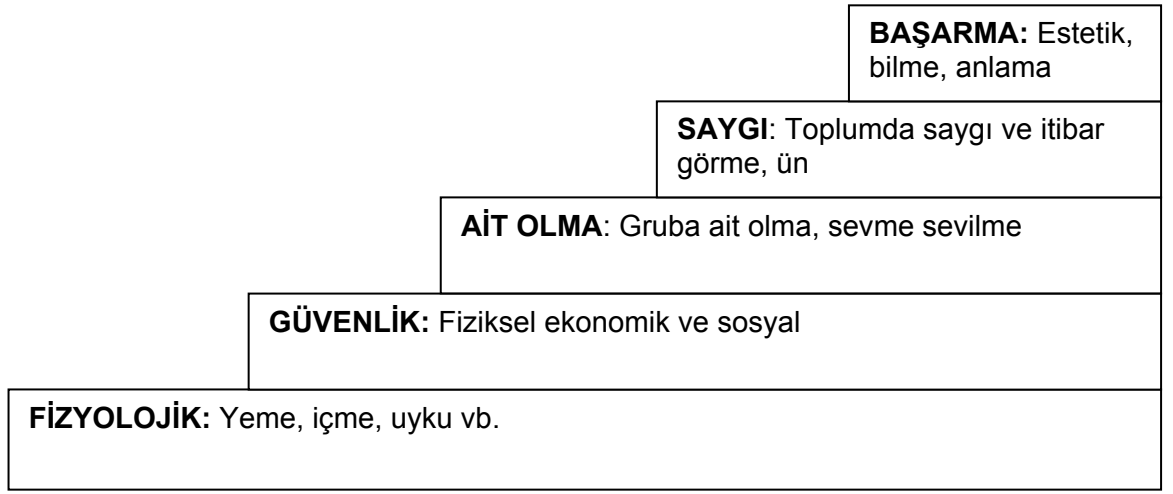 BAŞARMA: Estetik,
bilme, anlama
SAYGI: Toplumda saygı ve itibar
görme, ün
AİT OLMA: Gruba ait olma, sevme sevilme
GÜVENLİK: Fiziksel ekonomik ve sosyal
FİZYOLOJİK: Yeme, içme, uyku vb.